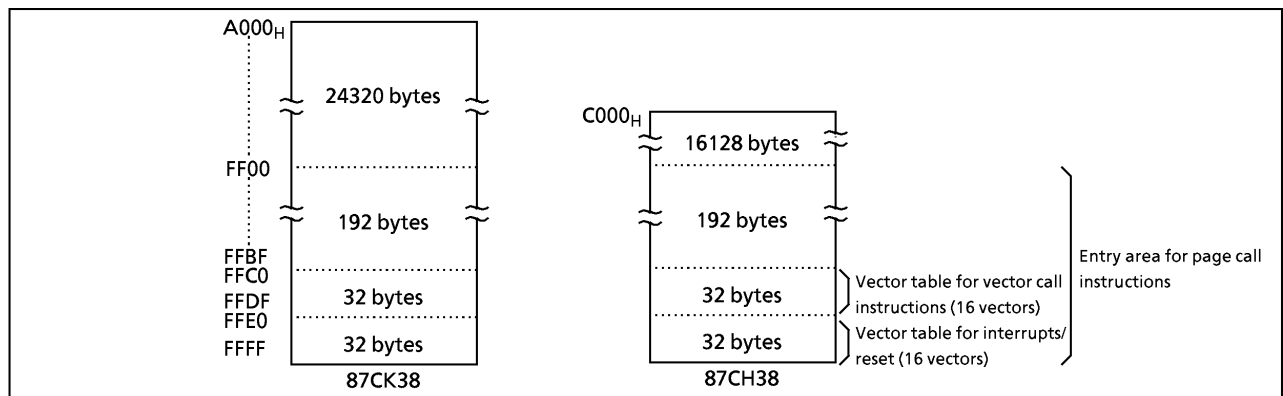 A000H
24320 bytes
FF00
192 bytes
FFBF
FFC0
32 bytes
FFDF
FFE0
32 bytes
FFFF
87CK38
C000H
16128 bytes
192 bytes
32 bytes
32 bytes
87CH38
Vector table for vector call
instructions (16 vectors)
Vector table for interrupts/
reset (16 vectors)
Entry area for page call
instructions